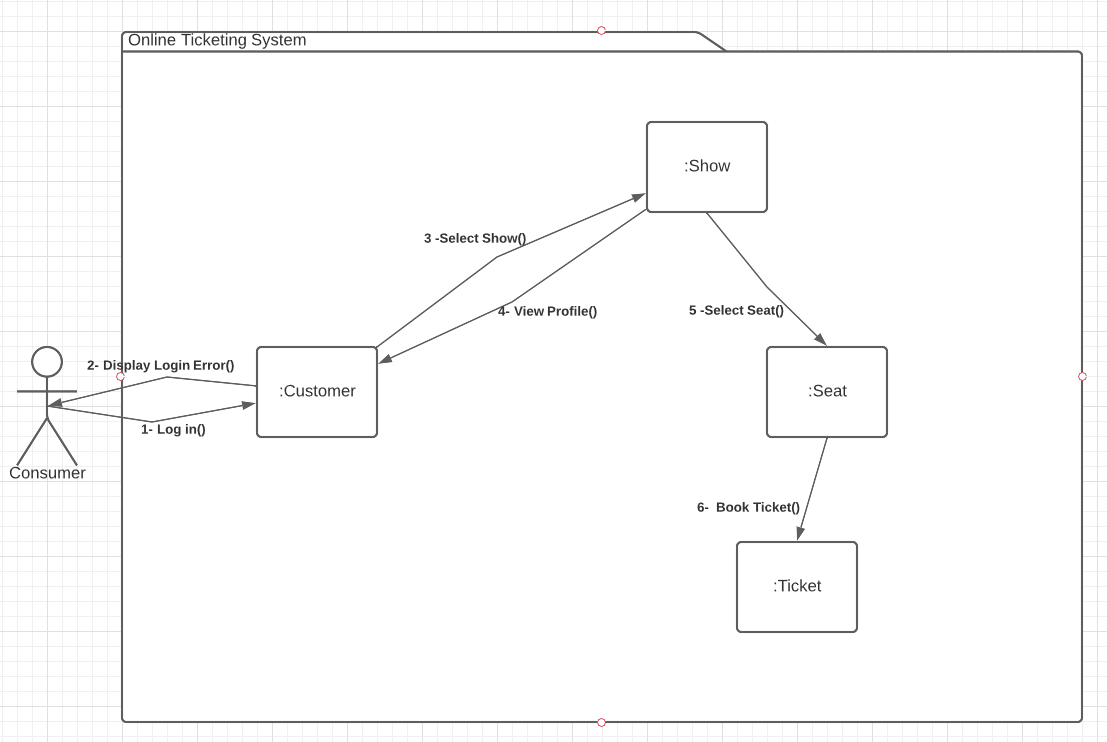 Online Ticketing System
:Show
3 -Select Show()
4- View Profile()
5 -Select Seat()
2- Display Login Error()
:Customer
:Seat
1- Log in()
Consumer
6-  Book Ticket()
:Ticket